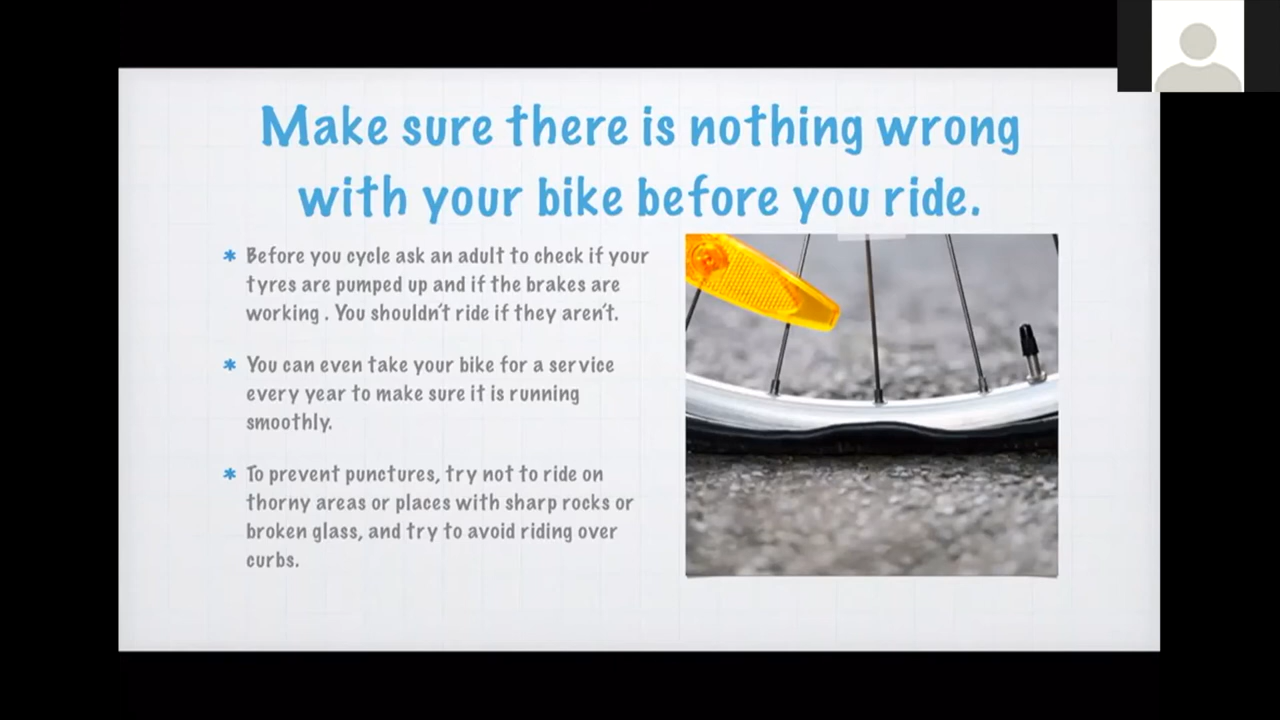 Make sure there is nothing wrong
with your bike before you ride.
* Before you cycle ask an adult to check if your
tyres are pumped up and if the brakes are
working . You shouldn't ride if they aren't.
* You can even take your bike for a service
every year to make sure it is running
smoothly.
* To prevent punctures, try not to ride on
thorny areas or places with sharp rocks or
broken glass, and try to avoid riding over
curbs.